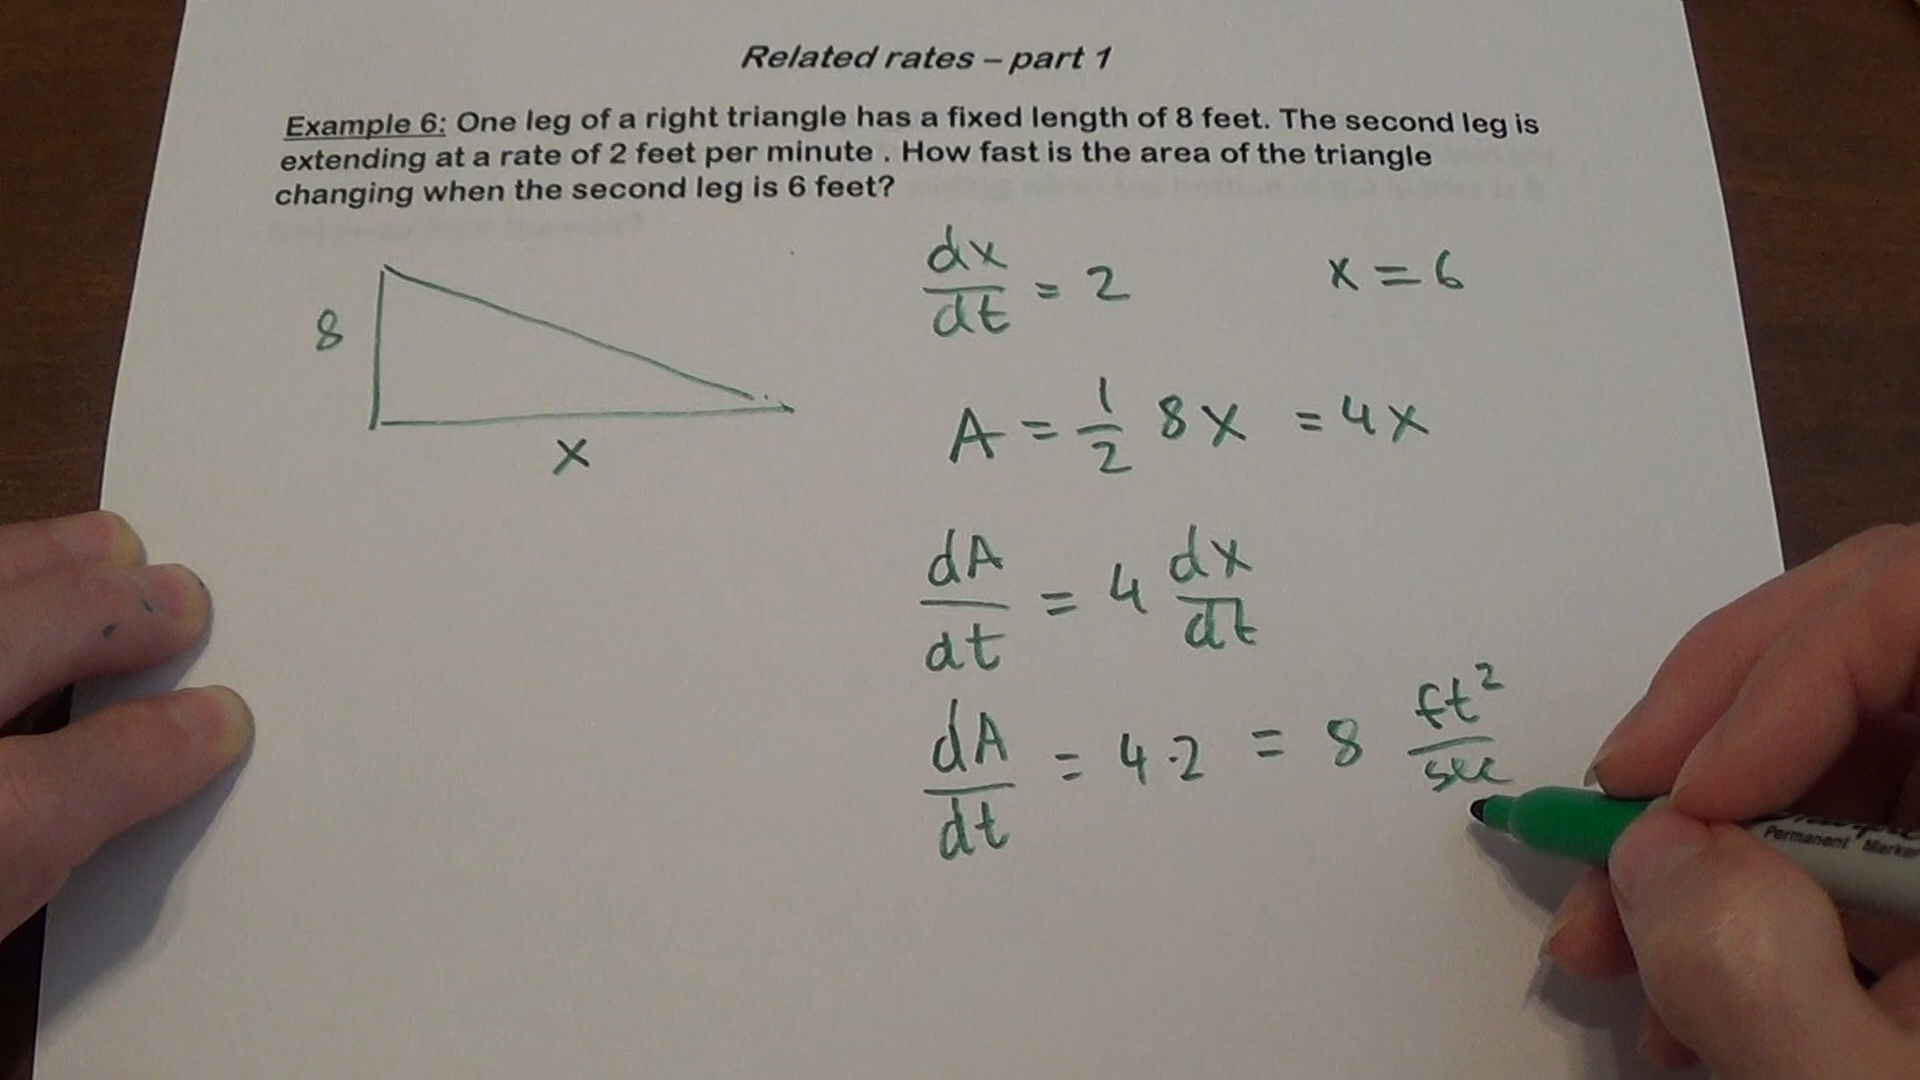 Related rates – part 1
Example 6: One leg of a right triangle has a fixed length of 8 feet. The second leg is
extending at a rate of 2 feet per minute . How fast is the area of the triangle
changing when the second leg is 6 feet?
dx/dt = 2
x = 6
8
x
A = 1/2 8x = 4x
dA/dt = 4 dx/dt
dA/dt = 4·2 = 8 ft²/sec
Permanent Marker